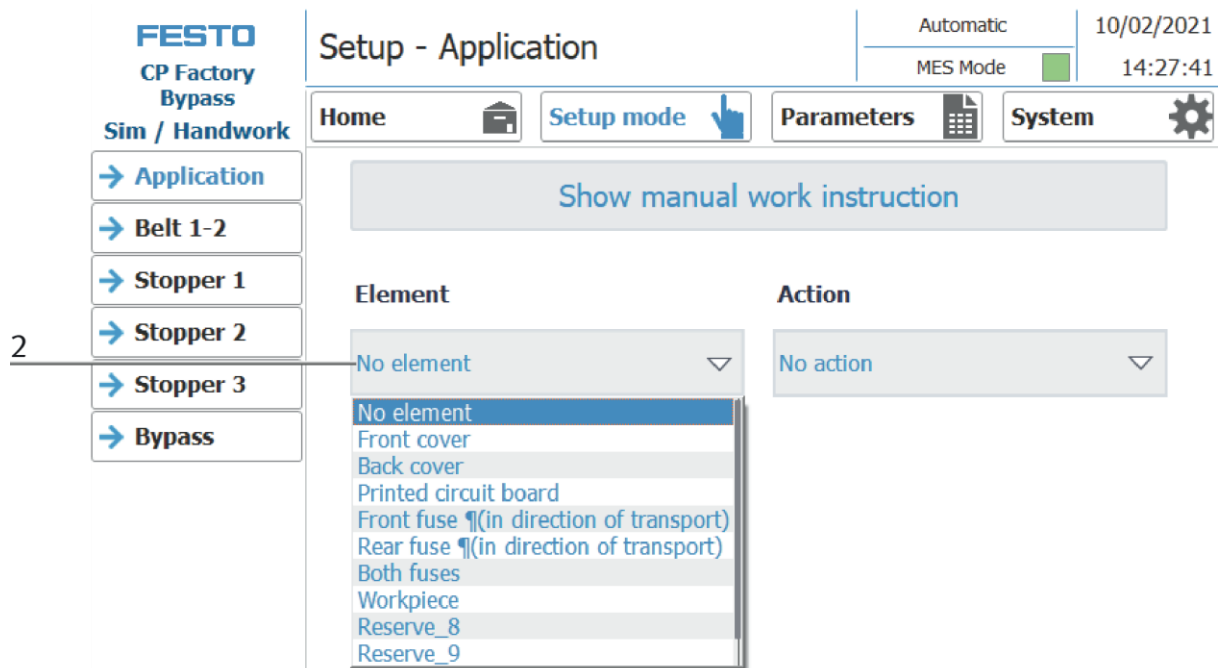 FESTO
CP Factory
Bypass
Sim / Handwork
Setup - Application
Automatic
MES Mode
10/02/2021
14:27:41
Home
Setup mode
Parameters
System
Application
Belt 1-2
Stopper 1
Stopper 2
Stopper 3
Bypass
Show manual work instruction
Element
Action
2
No element
No action
No element
Front cover
Back cover
Printed circuit board
Front fuse ¶(in direction of transport)
Rear fuse ¶(in direction of transport)
Both fuses
Workpiece
Reserve_8
Reserve_9